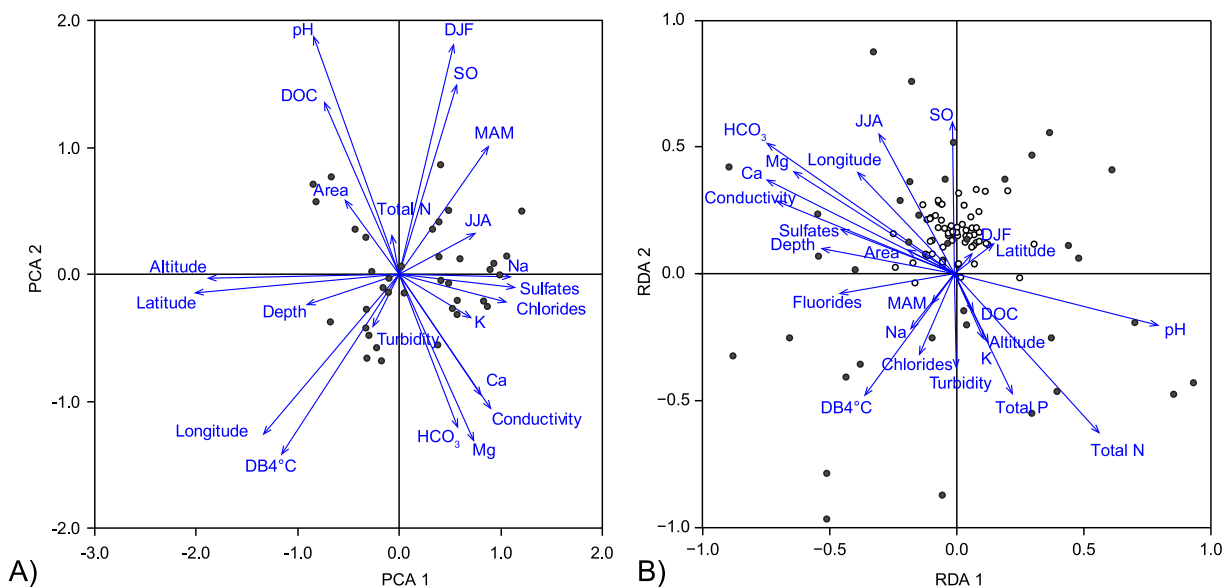 2.0
1.0
0.0
-1.0
-2.0
-3.0
-2.0
-1.0
0.0
1.0
2.0
PCA 2
PCA 1
A)
pH
DJF
SO
DOC
MAM
Area
Total N
JJA
Altitude
Na
Latitude
Sulfates
Depth
Chlorides
K
Turbidity
Ca
Conductivity
Longitude
HCO₃
Mg
DB4°C
1.0
0.5
0.0
−0.5
−1.0
−1.0
−0.5
0.0
0.5
1.0
RDA 2
RDA 1
B)
SO
JJA
HCO₃
Mg
Longitude
Ca
Conductivity
Sulfates
DJF
Depth
Area
Latitude
Fluorides
MAM
DOC
Na
pH
Altitude
Chlorides
K
Turbidity
DB4°C
Total P
Total N